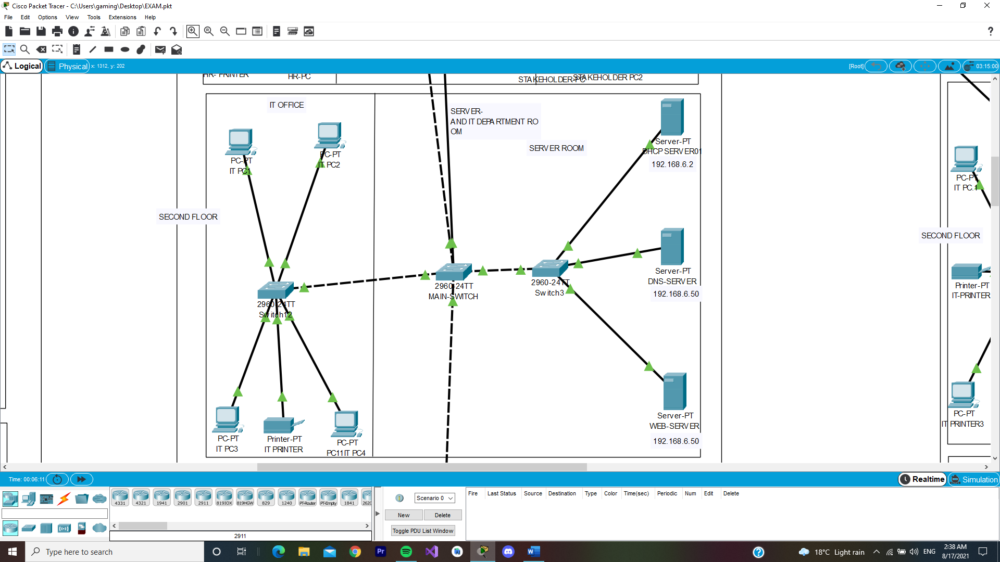 Cisco Packet Tracer - C:\Users\gaming\Desktop\EXAM.pkt
File Edit Options View Tools Extensions Help
Logical Physical x: 1312, y: 202 [Root] 03:15:00
HR- PRINTER HR-PC STAKEHOLDER-PC STAKEHOLDER PC2
IT OFFICE
SERVER-
AND IT DEPARTMENT RO
OM
SERVER ROOM
PC-PT
IT PC1
PC-PT
IT PC2
Server-PT
DHCP SERVER01
192.168.6.2
SECOND FLOOR
2960-24TT
Switch12
2960-24TT
MAIN-SWITCH
2960-24TT
Switch3
Server-PT
DNS-SERVER
192.168.6.50
Server-PT
WEB-SERVER
192.168.6.50
PC-PT
IT PC3
Printer-PT
IT PRINTER
PC-PT
PC11IT PC4
PC-PT
IT PC.1
SECOND FLOOR
Printer-PT
IT-PRINTER
PC-PT
IT PRINTER3
Time: 00:06:11 Realtime Simulation
4331 4321 1941 2901 2911 819IOX 819HGW 829 1240 PT-Router PT-Empty 1841 2620
2911
Scenario 0
New Delete
Toggle PDU List Window
Fire Last Status Source Destination Type Color Time(sec) Periodic Num Edit Delete
Type here to search
18°C Light rain ENG 2:38 AM
8/17/2021